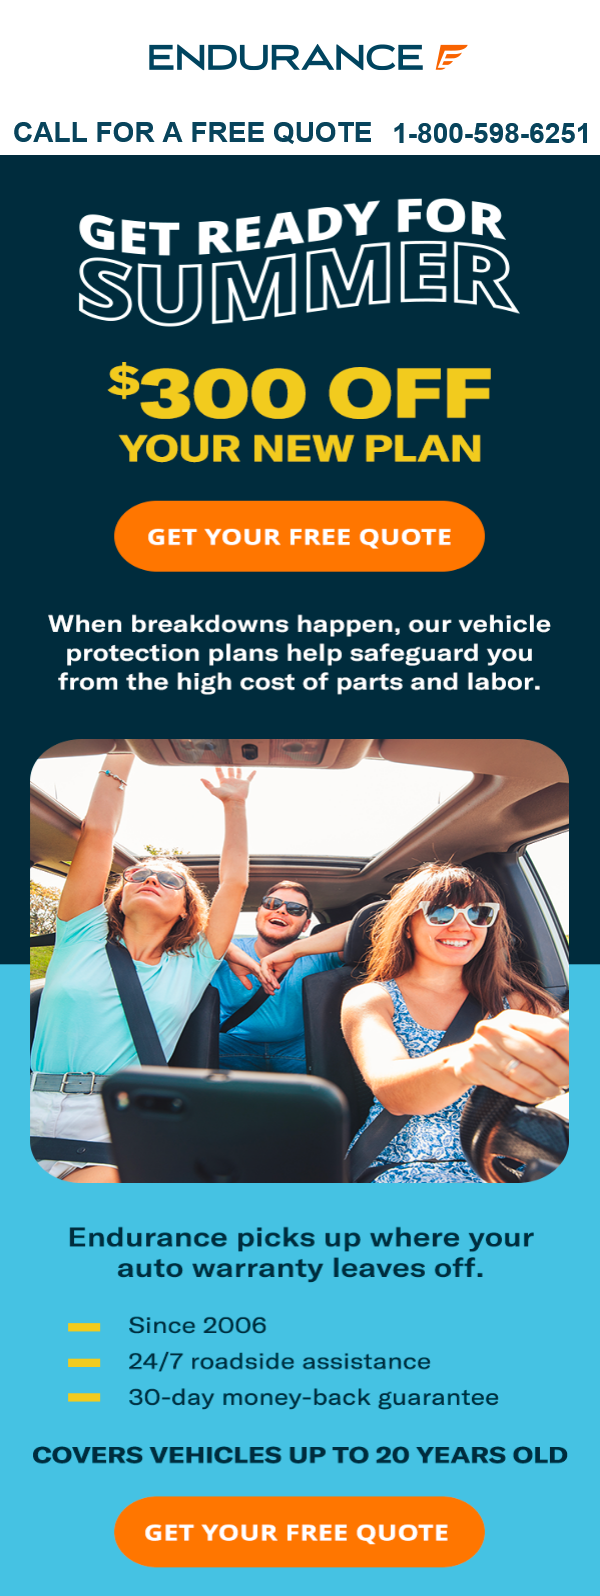 ENDURANCE
CALL FOR A FREE QUOTE 1-800-598-6251
GET READY FOR
SUMMER
$300 OFF
YOUR NEW PLAN
GET YOUR FREE QUOTE
When breakdowns happen, our vehicle
protection plans help safeguard you
from the high cost of parts and labor.
Endurance picks up where your
auto warranty leaves off.
Since 2006
24/7 roadside assistance
30-day money-back guarantee
COVERS VEHICLES UP TO 20 YEARS OLD
GET YOUR FREE QUOTE